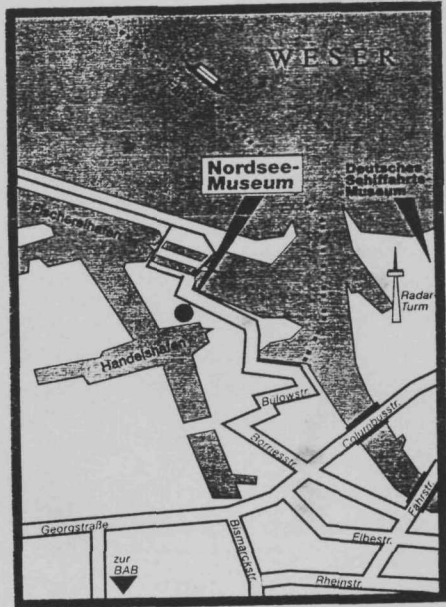 WESER
Nordsee-
Museum
Deutsches
Schiffahrts-
Museum
Fischereihafen
Radar
Turm
Handelshafen
Bülowstr.
Borriesstr.
Columbusstr.
Fährstr.
Georgstraße
Bismarckstr.
Elbestr.
zur
BAB
Rheinstr.